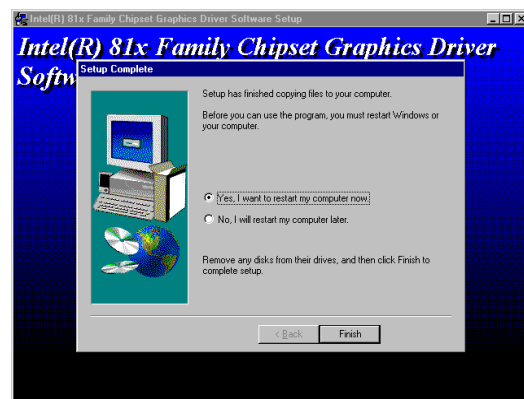 Intel(R) 81x Family Chipset Graphics Driver Software Setup
Intel(R) 81x Family Chipset Graphics Driver
Softw
Setup Complete
Setup has finished copying files to your computer.
Before you can use the program, you must restart Windows or
your computer.
Yes, I want to restart my computer now.
No, I will restart my computer later.
Remove any disks from their drives, and then click Finish to
complete setup.
< Back
Finish